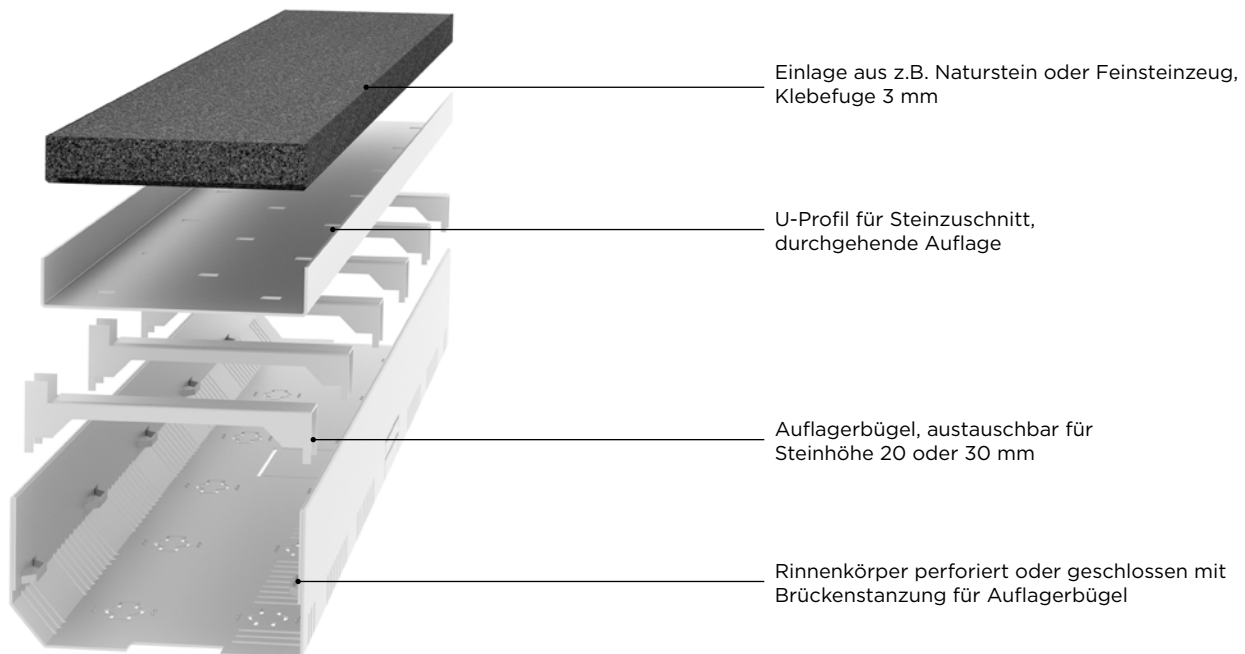 Einlage aus z.B. Naturstein oder Feinsteinzeug,
Klebefuge 3 mm
U-Profil für Steinzuschnitt,
durchgehende Auflage
Auflagerbügel, austauschbar für
Steinhöhe 20 oder 30 mm
Rinnenkörper perforiert oder geschlossen mit
Brückenstanzung für Auflagerbügel